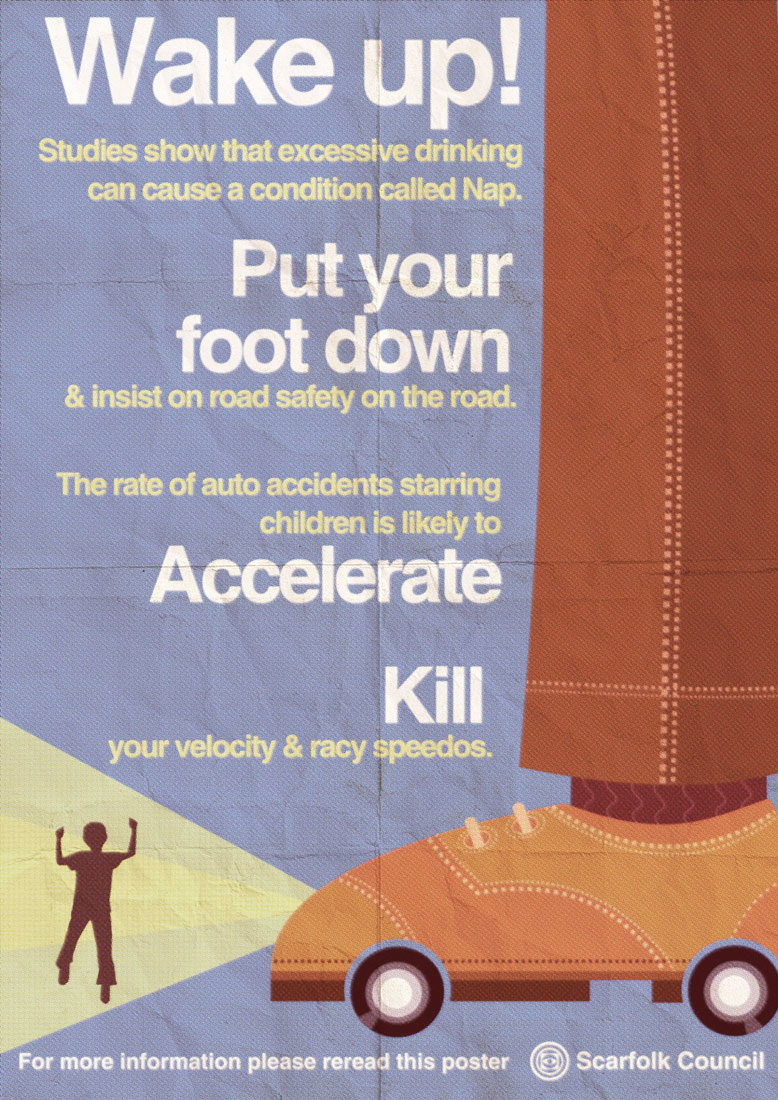 Wake up!
Studies show that excessive drinking
can cause a condition called Nap.
Put your
foot down
& insist on road safety on the road.
The rate of auto accidents starring
children is likely to
Accelerate
Kill
your velocity & racy speedos.
For more information please reread this poster
Scarfolk Council